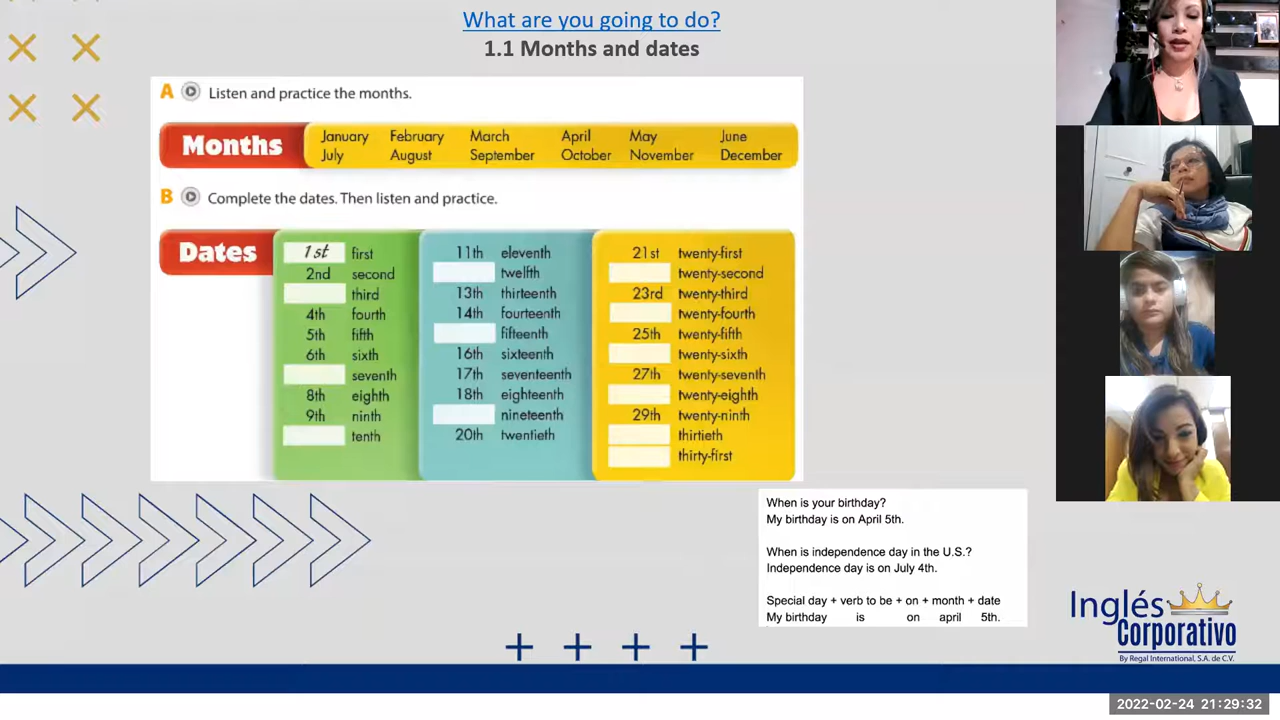 What are you going to do?
1.1 Months and dates
A Listen and practice the months.
Months
January February March April May June
July August September October November December
B Complete the dates. Then listen and practice.
Dates
1st first
2nd second
third
4th fourth
5th fifth
6th sixth
seventh
8th eighth
9th ninth
tenth
11th eleventh
twelfth
13th thirteenth
14th fourteenth
fifteenth
16th sixteenth
17th seventeenth
18th eighteenth
nineteenth
20th twentieth
21st twenty-first
twenty-second
23rd twenty-third
twenty-fourth
25th twenty-fifth
twenty-sixth
27th twenty-seventh
twenty-eighth
29th twenty-ninth
thirtieth
thirty-first
When is your birthday?
My birthday is on April 5th.
When is independence day in the U.S.?
Independence day is on July 4th.
Special day + verb to be + on + month + date
My birthday is on april 5th.
Inglés
Corporativo
By Regal International, S.A. de C.V.
2022-02-24 21:29:32